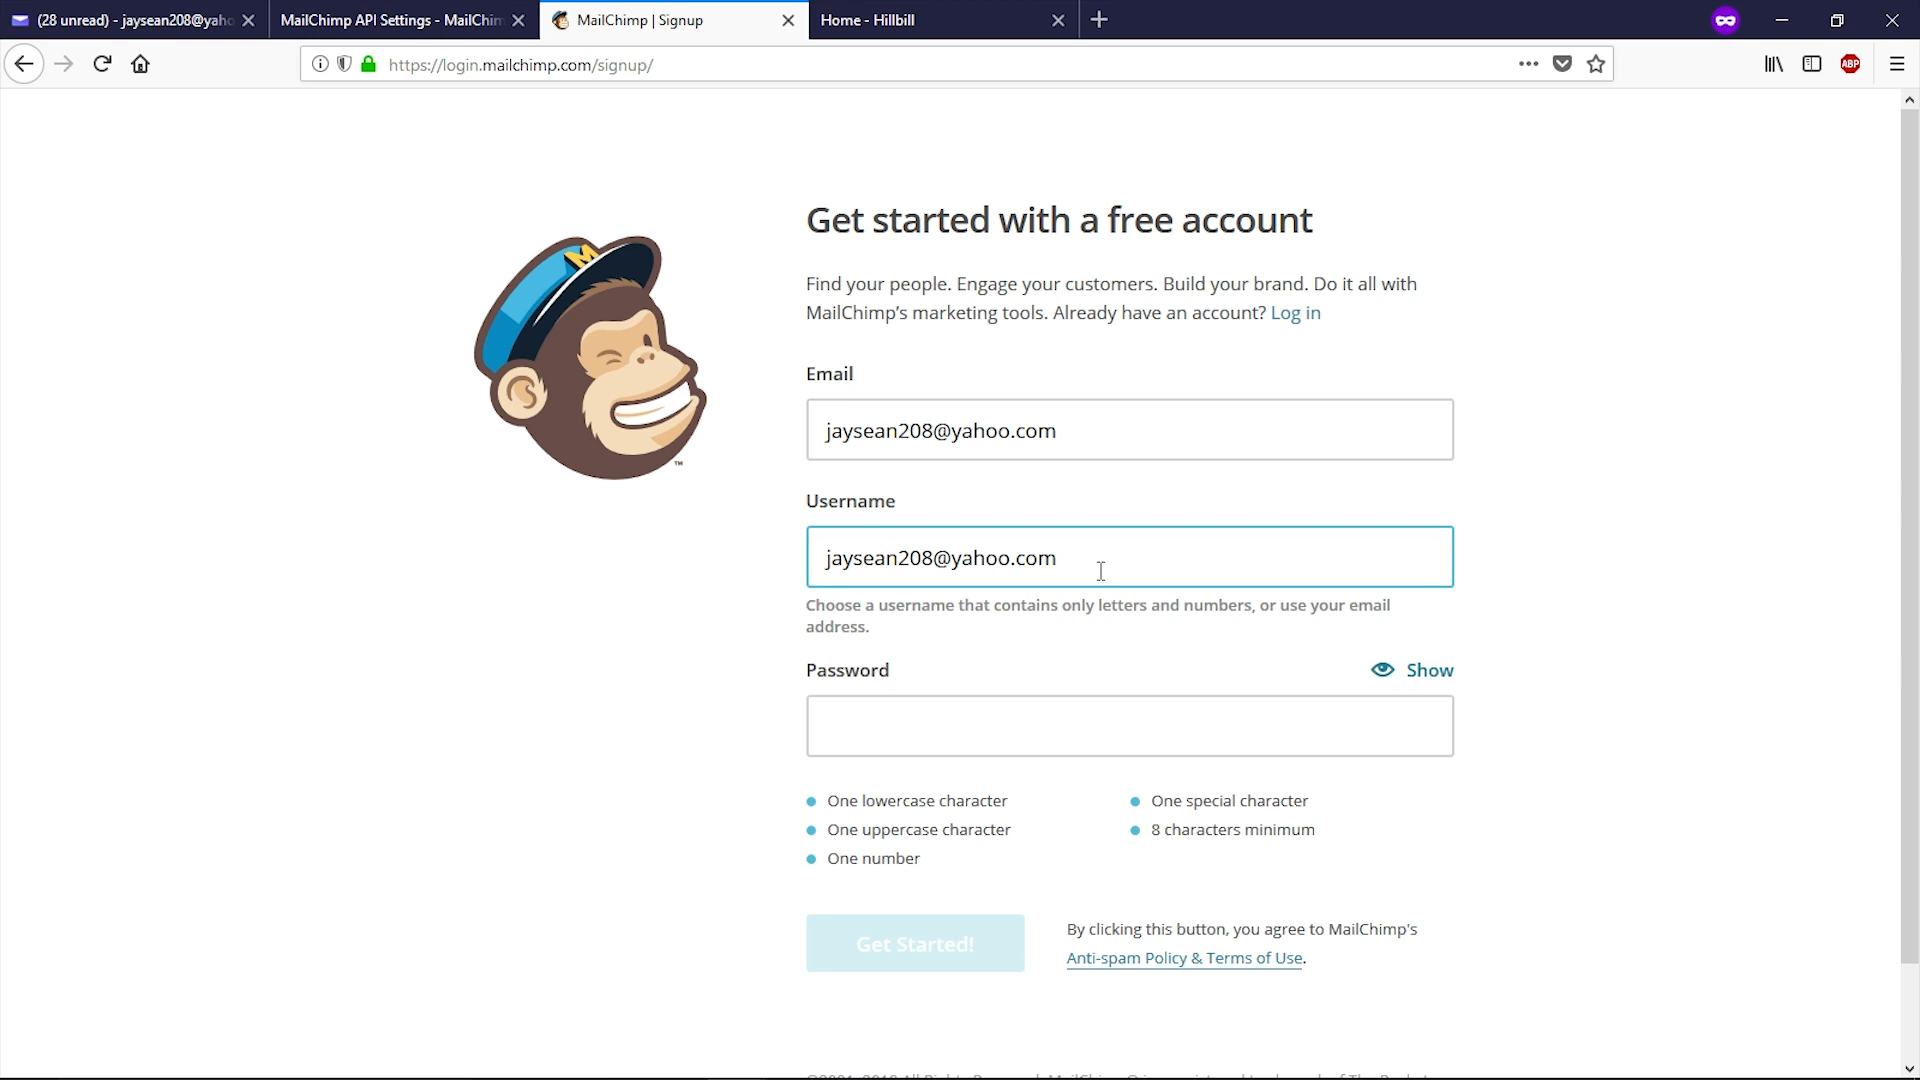 (28 unread) - jaysean208@yaho
MailChimp API Settings - MailChim
MailChimp | Signup
Home - Hillbill
https://login.mailchimp.com/signup/
ABP
M
Get started with a free account
Find your people. Engage your customers. Build your brand. Do it all with
MailChimp's marketing tools. Already have an account? Log in
Email
jaysean208@yahoo.com
TM
Username
jaysean208@yahoo.com
Choose a username that contains only letters and numbers, or use your email
address.
Password
Show
One lowercase character
One special character
One uppercase character
8 characters minimum
One number
Get Started!
By clicking this button, you agree to MailChimp's
Anti-spam Policy & Terms of Use.